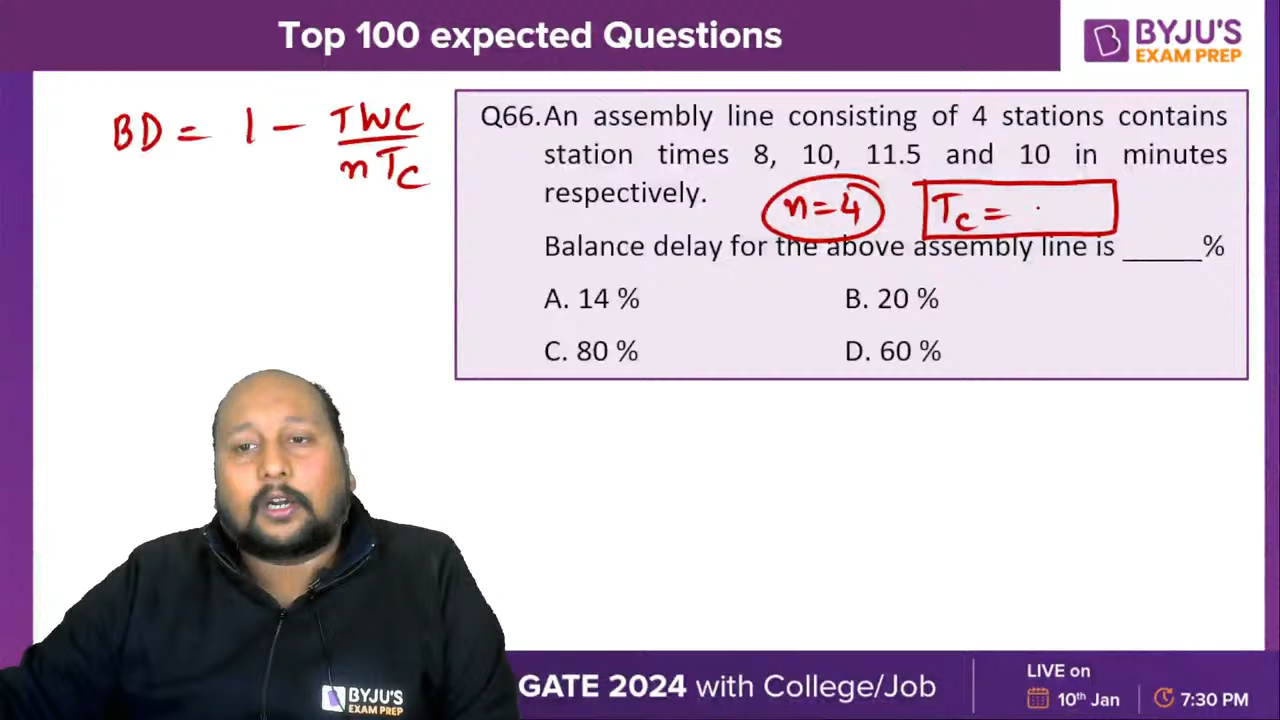 Top 100 expected Questions
BYJU'S
EXAM PREP
BD = 1 - TWC / nTc
Q66. An assembly line consisting of 4 stations contains
station times 8, 10, 11.5 and 10 in minutes
respectively.
n=4 Tc =
Balance delay for the above assembly line is _____%
A. 14 % B. 20 %
C. 80 % D. 60 %
BYJU'S
EXAM PREP
GATE 2024 with College/Job
LIVE on
10th Jan 7:30 PM